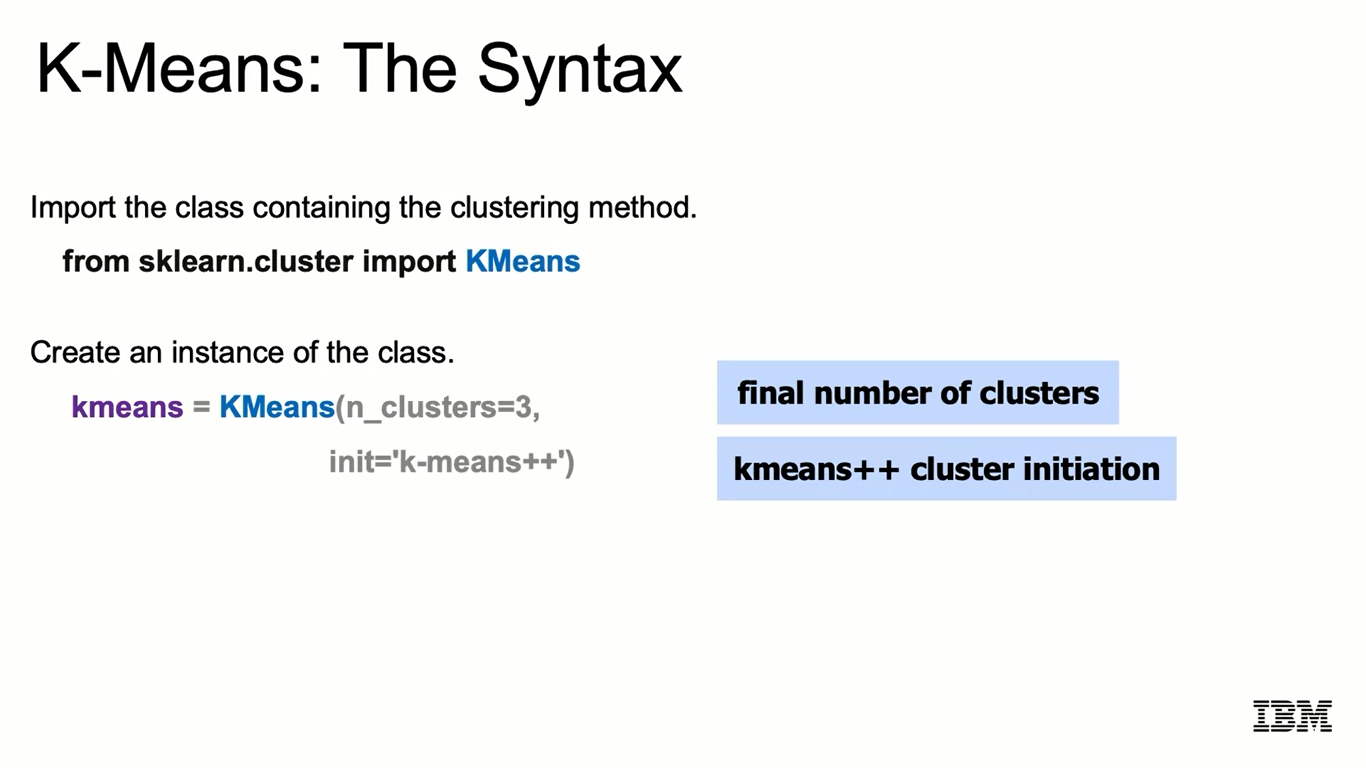 K-Means: The Syntax
Import the class containing the clustering method.
from sklearn.cluster import KMeans
Create an instance of the class.
kmeans = KMeans(n_clusters=3,
final number of clusters
init='k-means++')
kmeans++ cluster initiation
IBM